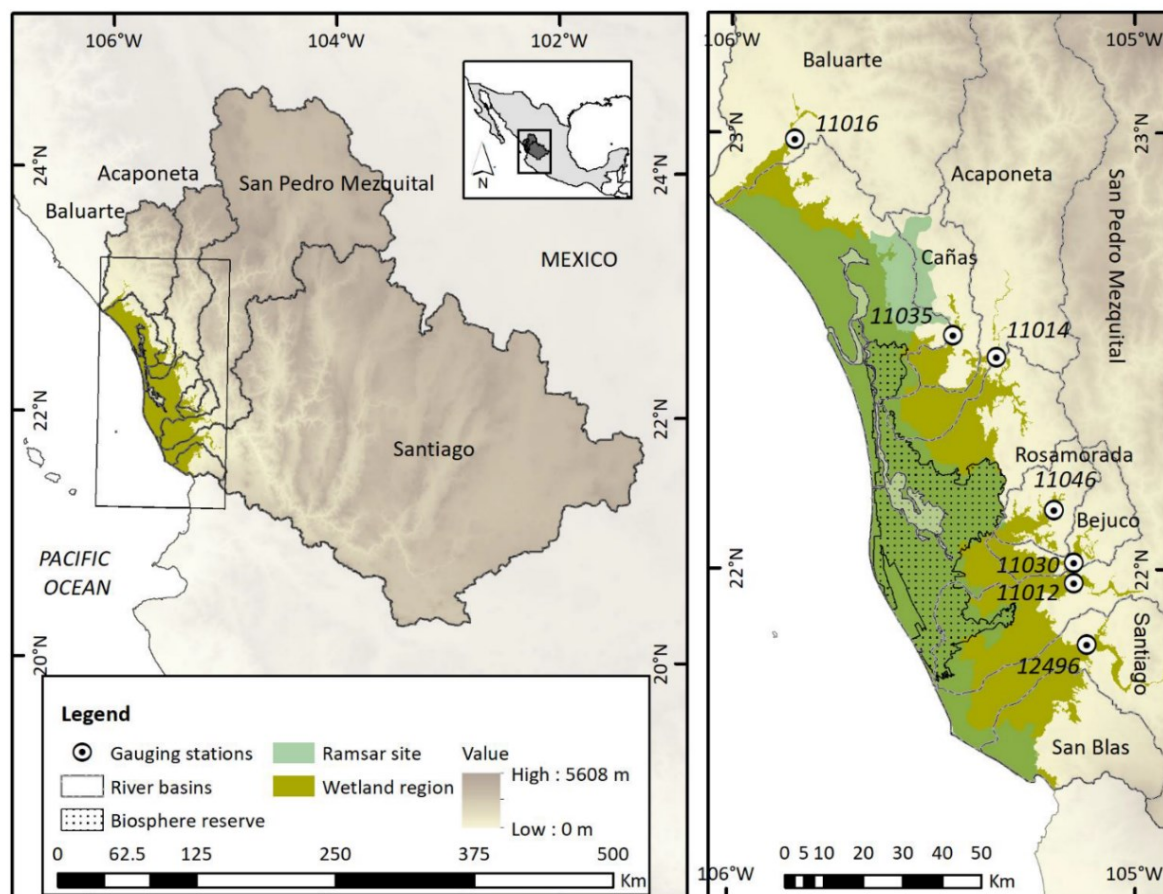 106°W
104°W
102°W
24°N
24°N
Acaponeta
San Pedro Mezquital
Baluarte
N
MEXICO
22°N
22°N
Santiago
PACIFIC
OCEAN
20°N
20°N
Legend
Gauging stations
Ramsar site
Value
River basins
Wetland region
High : 5608 m
Biosphere reserve
Low : 0 m
0
62.5
125
250
375
500
Km
106°W
105°W
Baluarte
23°N
11016
23°N
Acaponeta
San Pedro Mezquital
Cañas
11035
11014
Rosamorada
11046
Bejuco
22°N
11030
22°N
11012
12496
Santiago
San Blas
106°W
0 5 10 20 30 40 50
Km
105°W